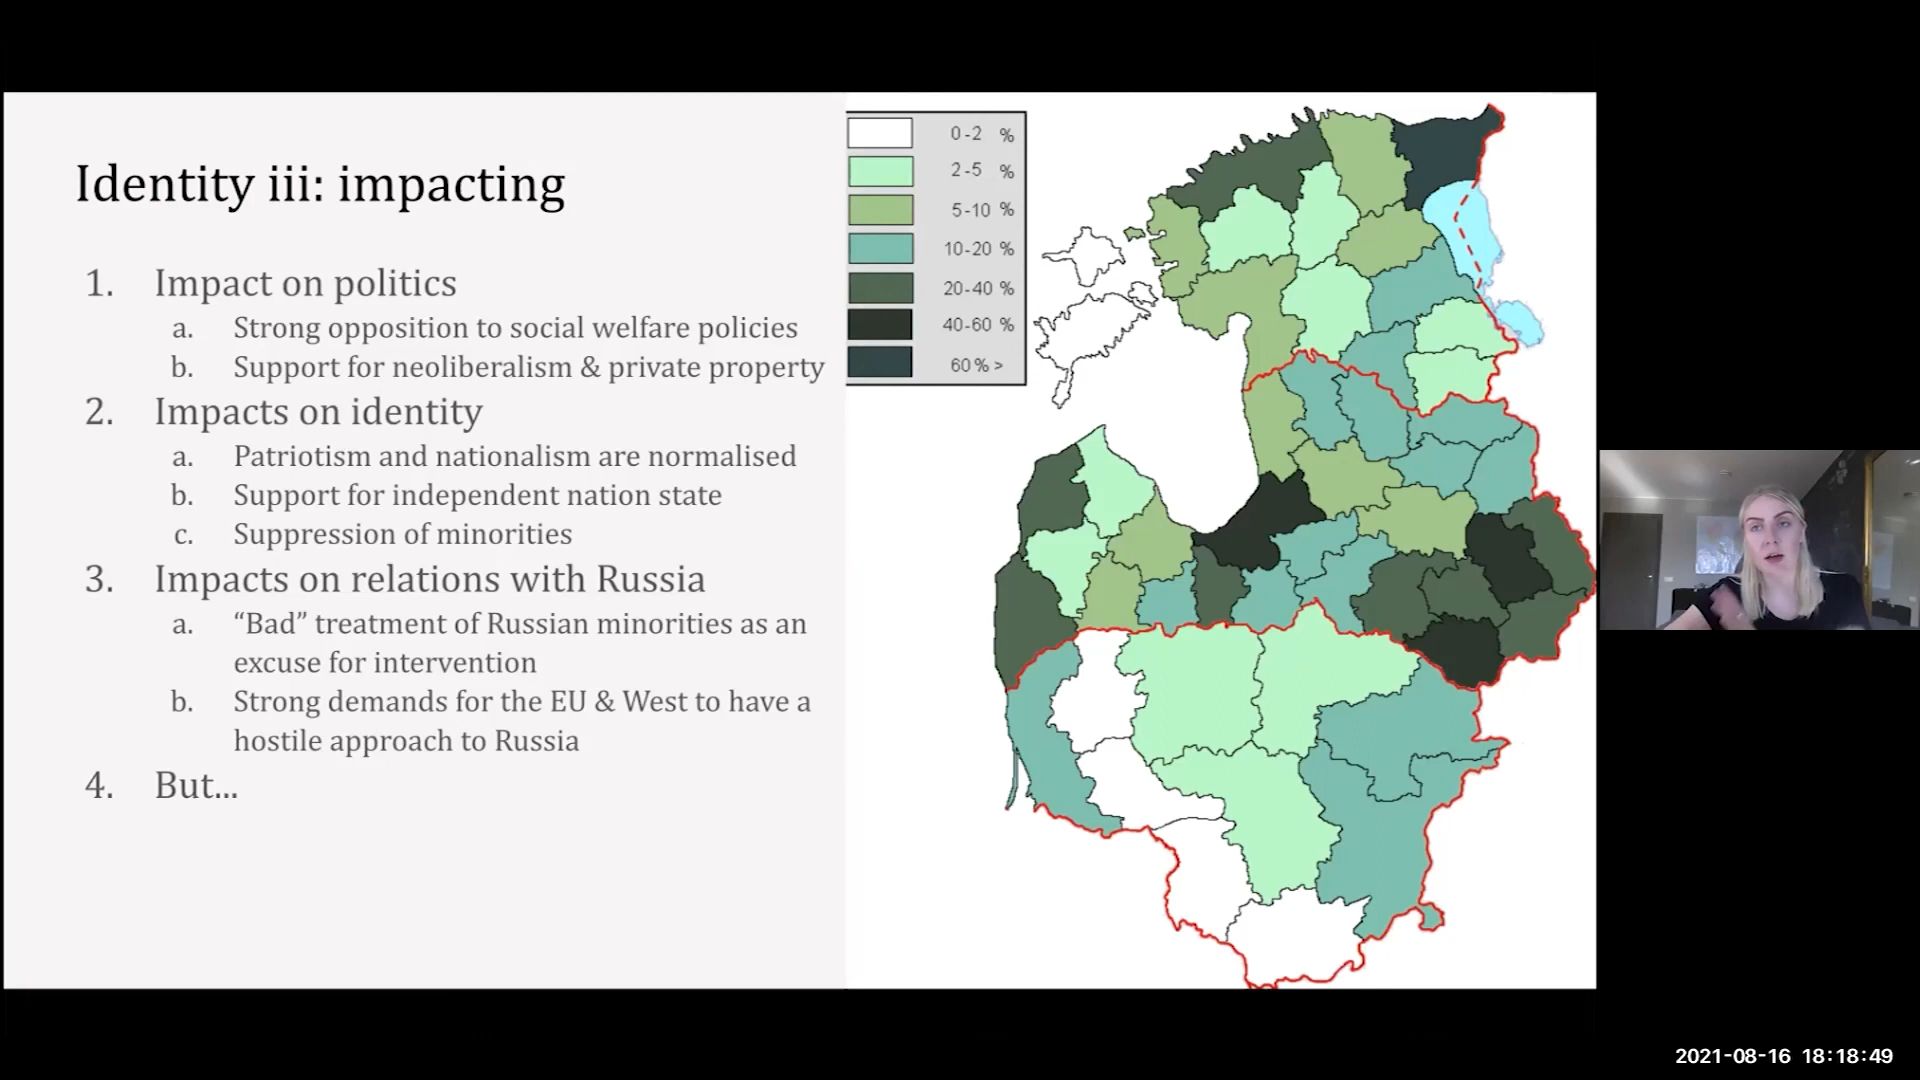 Identity iii: impacting
1. Impact on politics
a. Strong opposition to social welfare policies
b. Support for neoliberalism & private property
2. Impacts on identity
a. Patriotism and nationalism are normalised
b. Support for independent nation state
c. Suppression of minorities
3. Impacts on relations with Russia
a. “Bad” treatment of Russian minorities as an
excuse for intervention
b. Strong demands for the EU & West to have a
hostile approach to Russia
4. But...
0-2 %
2-5 %
5-10 %
10-20 %
20-40 %
40-60 %
60% >
2021-08-16 18:18:49